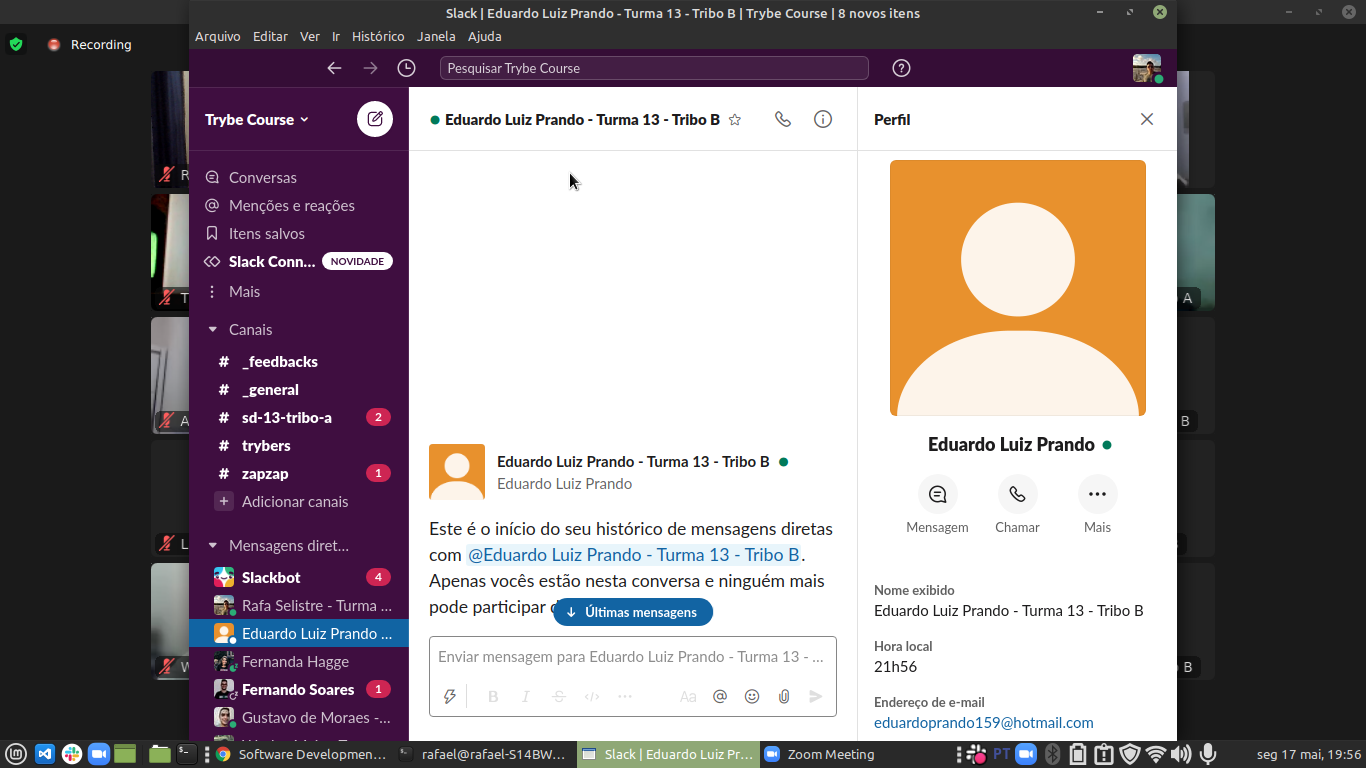 Slack | Eduardo Luiz Prando - Turma 13 - Tribo B | Trybe Course | 8 novos itens
Arquivo Editar Ver Ir Histórico Janela Ajuda
Recording
Pesquisar Trybe Course
Trybe Course
Conversas
Menções e reações
Itens salvos
Slack Conn... NOVIDADE
Mais
Canais
# _feedbacks
# _general
# sd-13-tribo-a 2
# trybers
# zapzap 1
+ Adicionar canais
Mensagens diret...
Slackbot 4
Rafa Selistre - Turma ...
Eduardo Luiz Prando ...
Fernanda Hagge
Fernando Soares 1
Gustavo de Moraes -...
Eduardo Luiz Prando - Turma 13 - Tribo B
Eduardo Luiz Prando - Turma 13 - Tribo B
Eduardo Luiz Prando
Este é o início do seu histórico de mensagens diretas
com @Eduardo Luiz Prando - Turma 13 - Tribo B.
Apenas vocês estão nesta conversa e ninguém mais
pode participar
Últimas mensagens
Enviar mensagem para Eduardo Luiz Prando - Turma 13 - ...
B I S </> ... Aa @
Perfil
Eduardo Luiz Prando
Mensagem Chamar Mais
Nome exibido
Eduardo Luiz Prando - Turma 13 - Tribo B
Hora local
21h56
Endereço de e-mail
eduardoprando159@hotmail.com
R
T
A
L
W
A
B
B
Software Developmen... rafael@rafael-S14BW... Slack | Eduardo Luiz Pr... Zoom Meeting PT seg 17 mai, 19:56